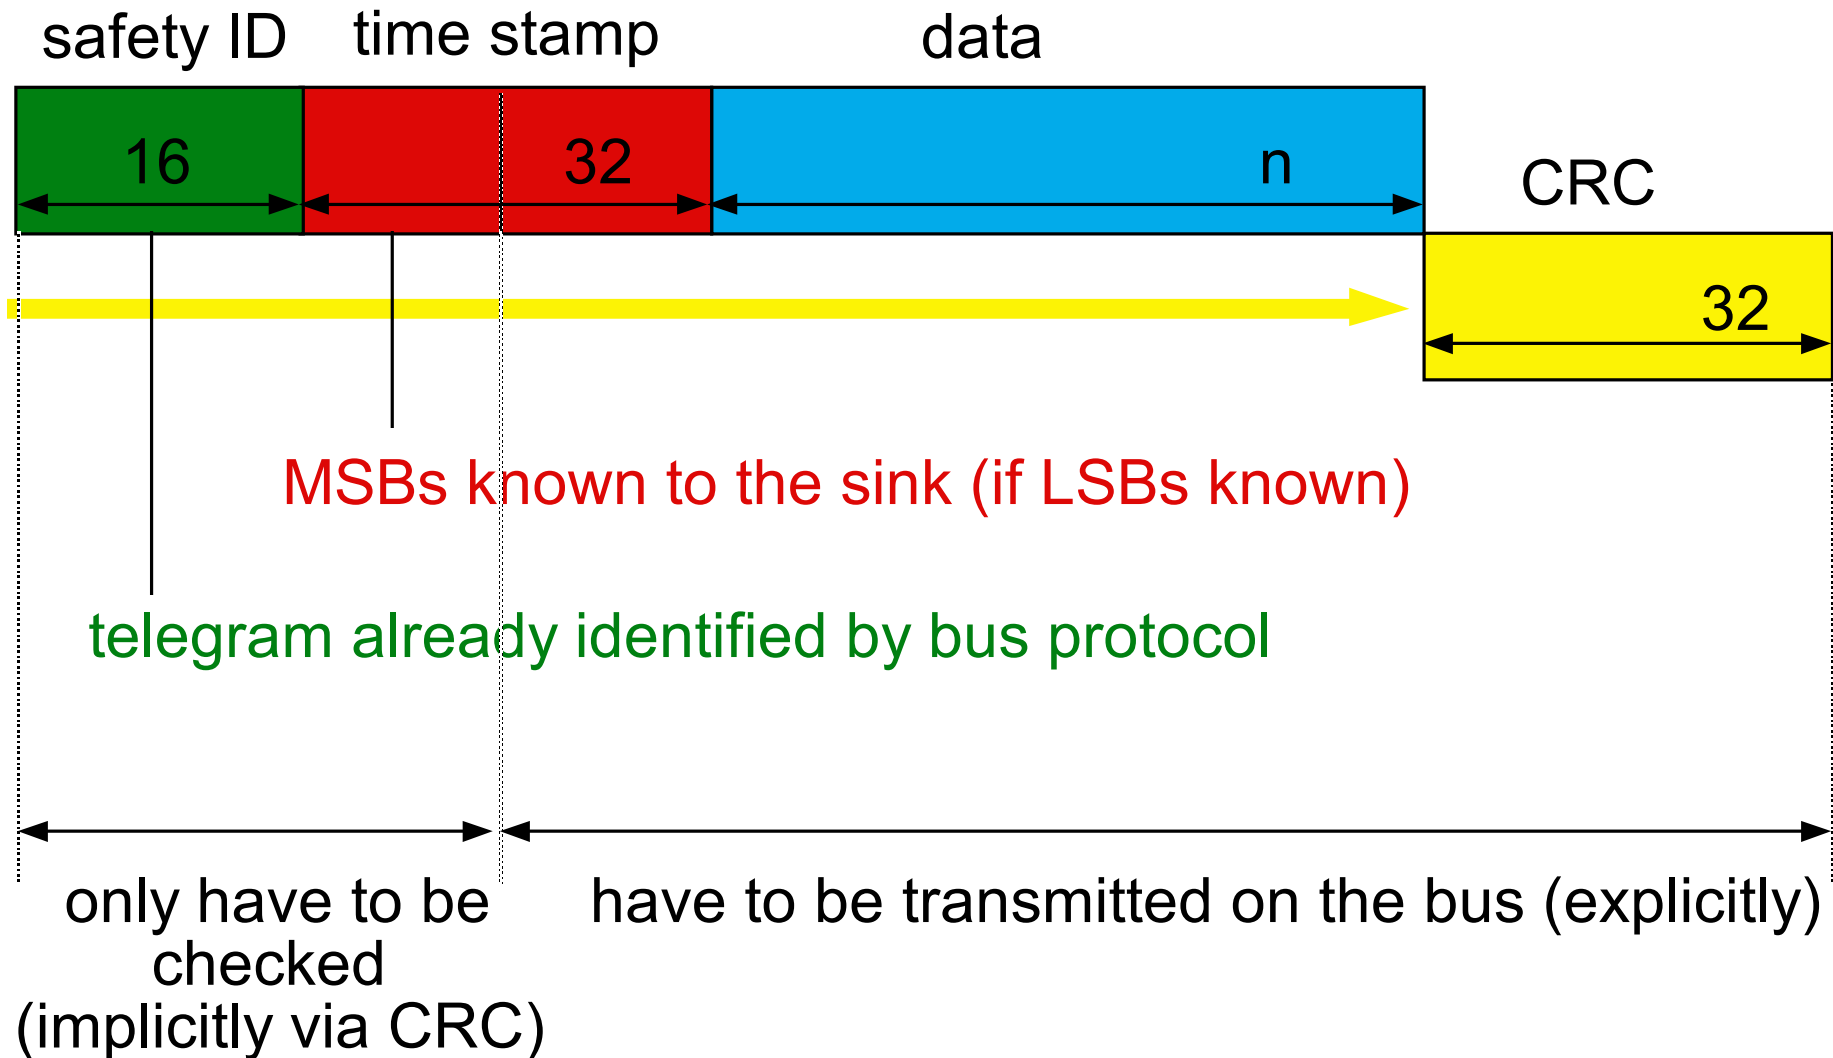 safety ID
time stamp
data
16
32
n
CRC
32
MSBs known to the sink (if LSBs known)
telegram already identified by bus protocol
only have to be
checked
(implicitly via CRC)
have to be transmitted on the bus (explicitly)